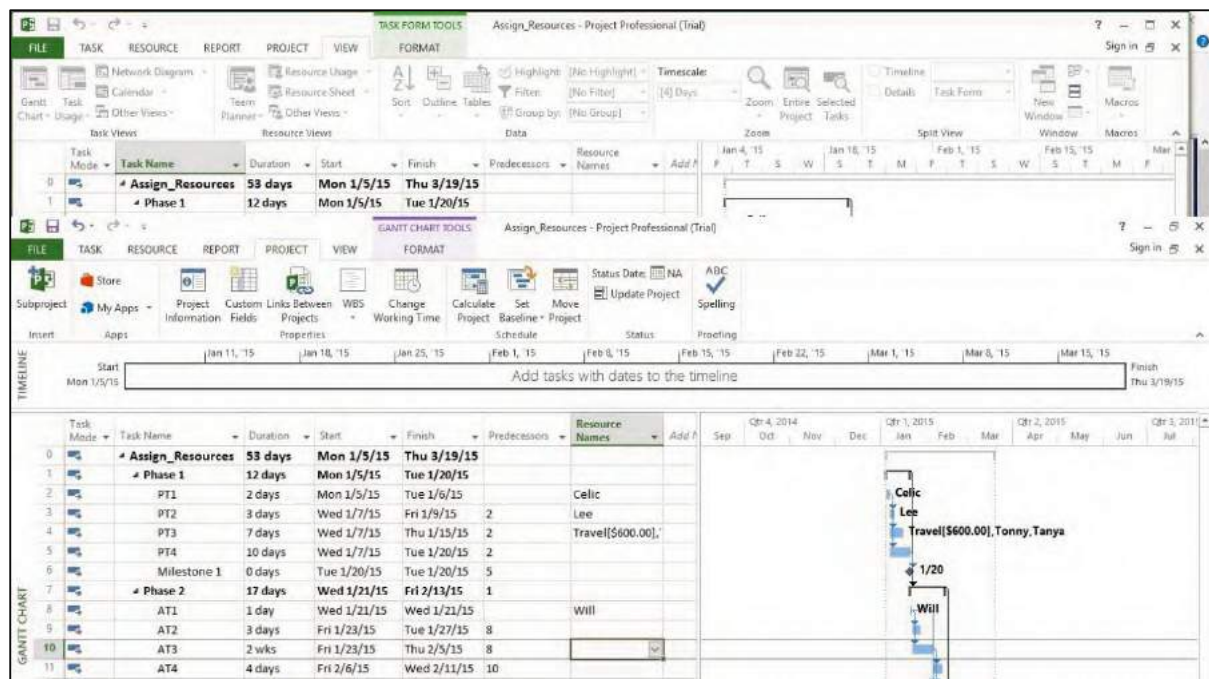 TASK FORM TOOLS Assign_Resources - Project Professional (Trial) ?
FILE TASK RESOURCE REPORT PROJECT VIEW FORMAT Sign in
Network Diagram Resource Usage Highlight: [No Highlight] Timescale: Timeline
Calendar Resource Sheet Filter: [No Filter] [4] Days Details Task Form
Gantt Chart Task Usage Other Views Team Planner Other Views Sort Outline Tables Group by: [No Group] Zoom Entire Project Selected Tasks New Window Macros
Task Views Resource Views Data Zoom Split View Window Macros
Task Mode Task Name Duration Start Finish Predecessors Resource Names Add Jan 4, '15 Jan 18, '15 Feb 1, '15 Feb 15, '15 Mar
F T S W S T M F T S W S T M F
0 Assign_Resources 53 days Mon 1/5/15 Thu 3/19/15
1 Phase 1 12 days Mon 1/5/15 Tue 1/20/15
GANTT CHART TOOLS Assign_Resources - Project Professional (Trial) ?
FILE TASK RESOURCE REPORT PROJECT VIEW FORMAT Sign in
Subproject Store My Apps Project Information Custom Fields Links Between Projects WBS Change Working Time Calculate Project Set Baseline Move Project Status Date: NA Update Project ABC Spelling
Insert Apps Properties Schedule Status Proofing
TIMELINE
Jan 11, '15 Jan 18, '15 Jan 25, '15 Feb 1, '15 Feb 8, '15 Feb 15, '15 Feb 22, '15 Mar 1, '15 Mar 8, '15 Mar 15, '15
Start Mon 1/5/15 Add tasks with dates to the timeline Finish Thu 3/19/15
GANTT CHART
Task Mode Task Name Duration Start Finish Predecessors Resource Names Add Qtr 4, 2014 Qtr 1, 2015 Qtr 2, 2015 Qtr 3, 201
Sep Oct Nov Dec Jan Feb Mar Apr May Jun Jul
0 Assign_Resources 53 days Mon 1/5/15 Thu 3/19/15
1 Phase 1 12 days Mon 1/5/15 Tue 1/20/15
2 PT1 2 days Mon 1/5/15 Tue 1/6/15 Celic Celic
3 PT2 3 days Wed 1/7/15 Fri 1/9/15 2 Lee Lee
4 PT3 7 days Wed 1/7/15 Thu 1/15/15 2 Travel[$600.00],' Travel[$600.00],Tonny,Tanya
5 PT4 10 days Wed 1/7/15 Tue 1/20/15 2
6 Milestone 1 0 days Tue 1/20/15 Tue 1/20/15 5 1/20
7 Phase 2 17 days Wed 1/21/15 Fri 2/13/15 1
8 AT1 1 day Wed 1/21/15 Wed 1/21/15 Will Will
9 AT2 3 days Fri 1/23/15 Tue 1/27/15 8
10 AT3 2 wks Fri 1/23/15 Thu 2/5/15 8
11 AT4 4 days Fri 2/6/15 Wed 2/11/15 10